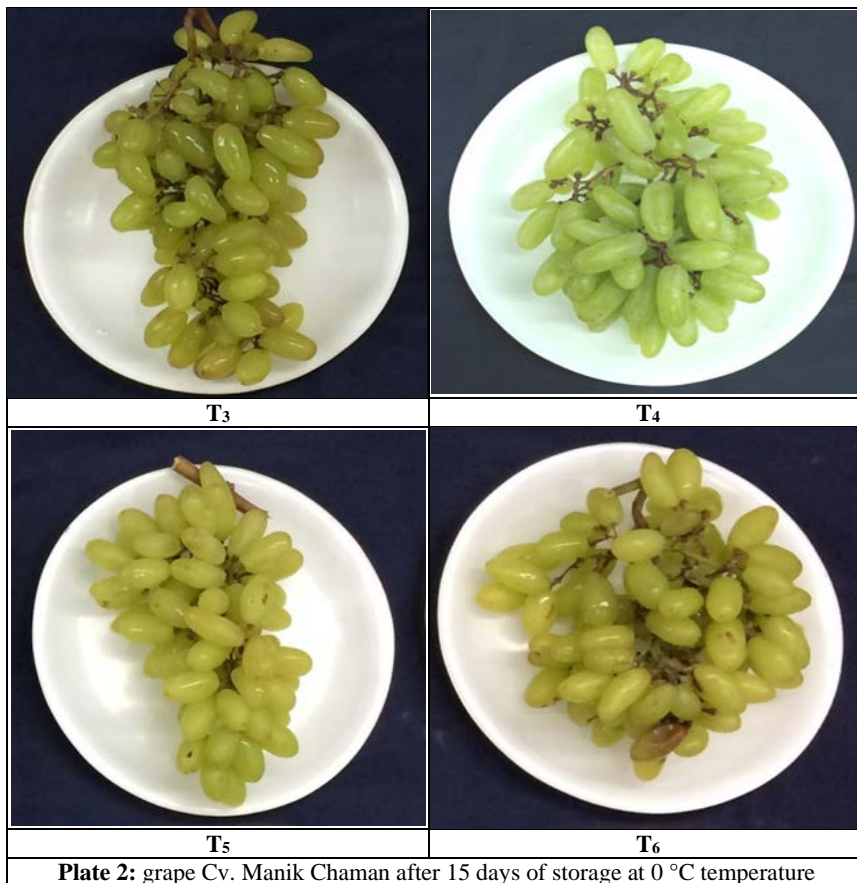 T3
T4
T5
T6
Plate 2: grape Cv. Manik Chaman after 15 days of storage at 0 °C temperature